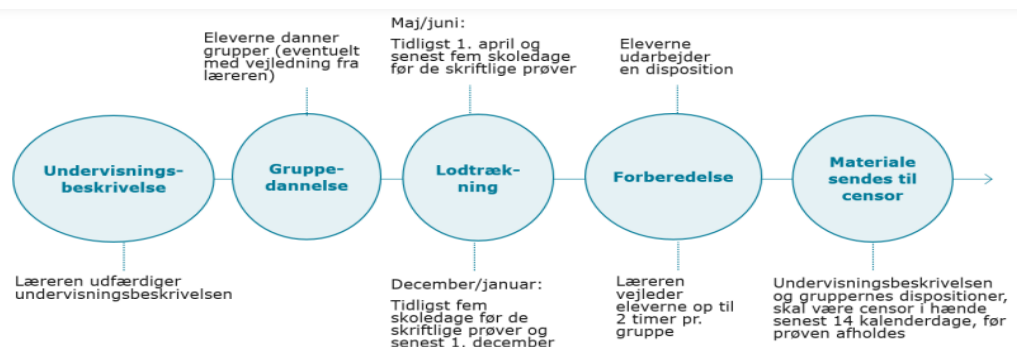 Eleverne danner
grupper (eventuelt
med vejledning fra
læreren)
Maj/juni:
Tidligst 1. april og
senest fem skoledage
før de skriftlige prøver
Eleverne
udarbejder
en disposition
Undervisnings-
beskrivelse
Gruppe-
dannelse
Lodtræk-
ning
Forberedelse
Materiale
sendes til
censor
Læreren udfærdiger
undervisningsbeskrivelsen
December/januar:
Tidligst fem
skoledage før de
skriftlige prøver og
senest 1. december
Læreren
vejleder
eleverne op til
2 timer pr.
gruppe
Undervisningsbeskrivelsen
og gruppernes dispositioner,
skal være censor i hænde
senest 14 kalenderdage, før
prøven afholdes